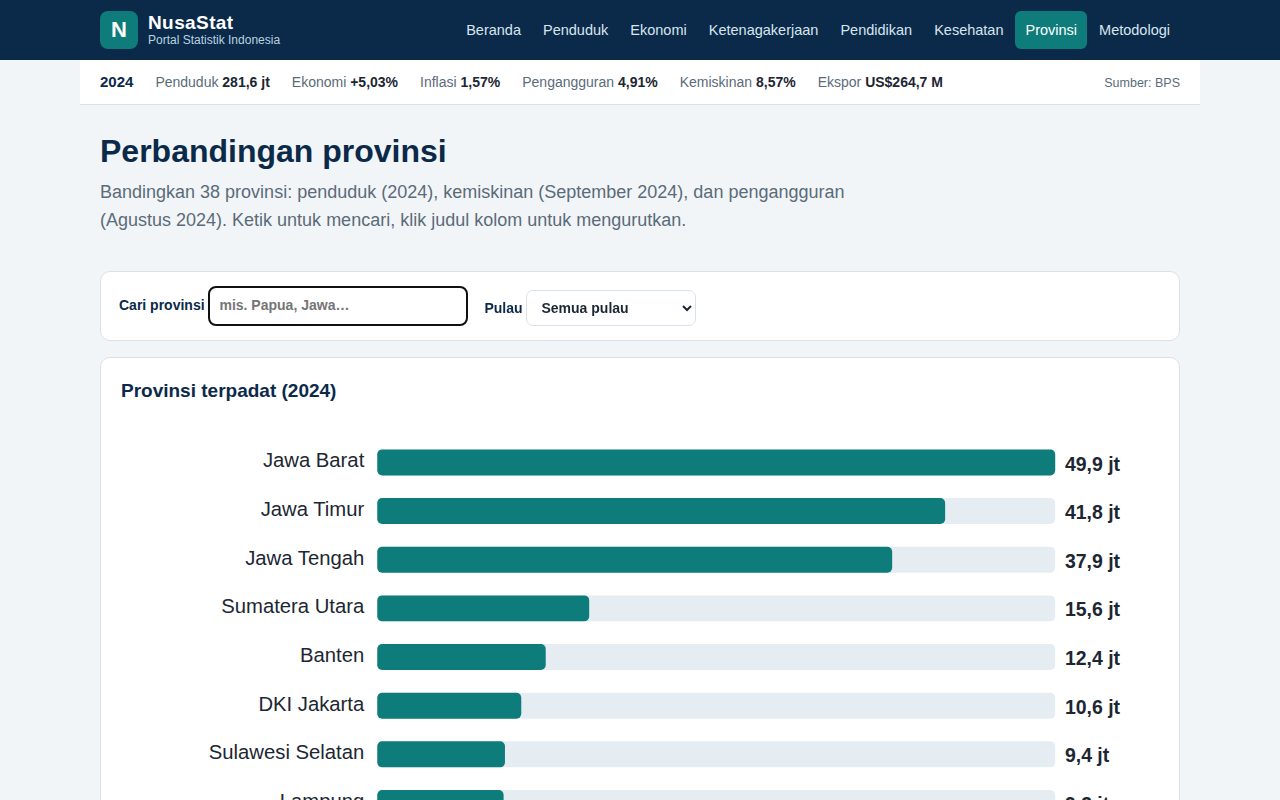 N
NusaStat
Portal Statistik Indonesia
Beranda Penduduk Ekonomi Ketenagakerjaan Pendidikan Kesehatan Provinsi Metodologi
2024 Penduduk 281,6 jt Ekonomi +5,03% Inflasi 1,57% Pengangguran 4,91% Kemiskinan 8,57% Ekspor US$264,7 M Sumber: BPS
Perbandingan provinsi
Bandingkan 38 provinsi: penduduk (2024), kemiskinan (September 2024), dan pengangguran
(Agustus 2024). Ketik untuk mencari, klik judul kolom untuk mengurutkan.
Cari provinsi mis. Papua, Jawa… Pulau Semua pulau
Provinsi terpadat (2024)
Jawa Barat 49,9 jt
Jawa Timur 41,8 jt
Jawa Tengah 37,9 jt
Sumatera Utara 15,6 jt
Banten 12,4 jt
DKI Jakarta 10,6 jt
Sulawesi Selatan 9,4 jt
Lampung